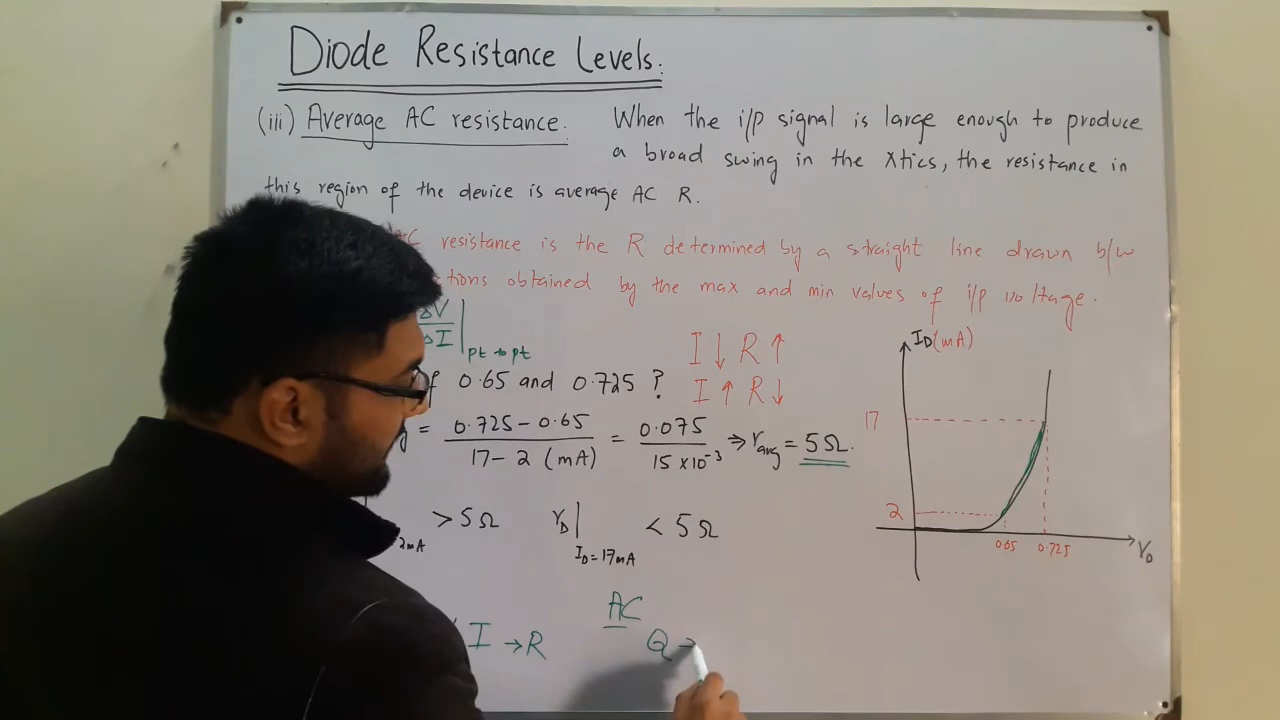 Diode Resistance Levels.
(iii) Average AC resistance. When the i/p signal is large enough to produce
a broad swing in the Xtics, the resistance in
this region of the device is average AC R.
AC resistance is the R determined by a straight line drawn b/w
tions obtained by the max and min values of i/p voltage.
ΔV
ΔI | pt to pt
I ↓ R ↑
I ↑ R ↓
f 0.65 and 0.725 ?
g = 0.725 - 0.65 / 17 - 2 (mA) = 0.075 / 15 × 10⁻³ ⇒ r avg = 5Ω.
2mA > 5Ω r_D | I_D = 17mA < 5Ω
AC
I → R
Q →
I_D (mA)
17
2
0.65 0.725
V_D